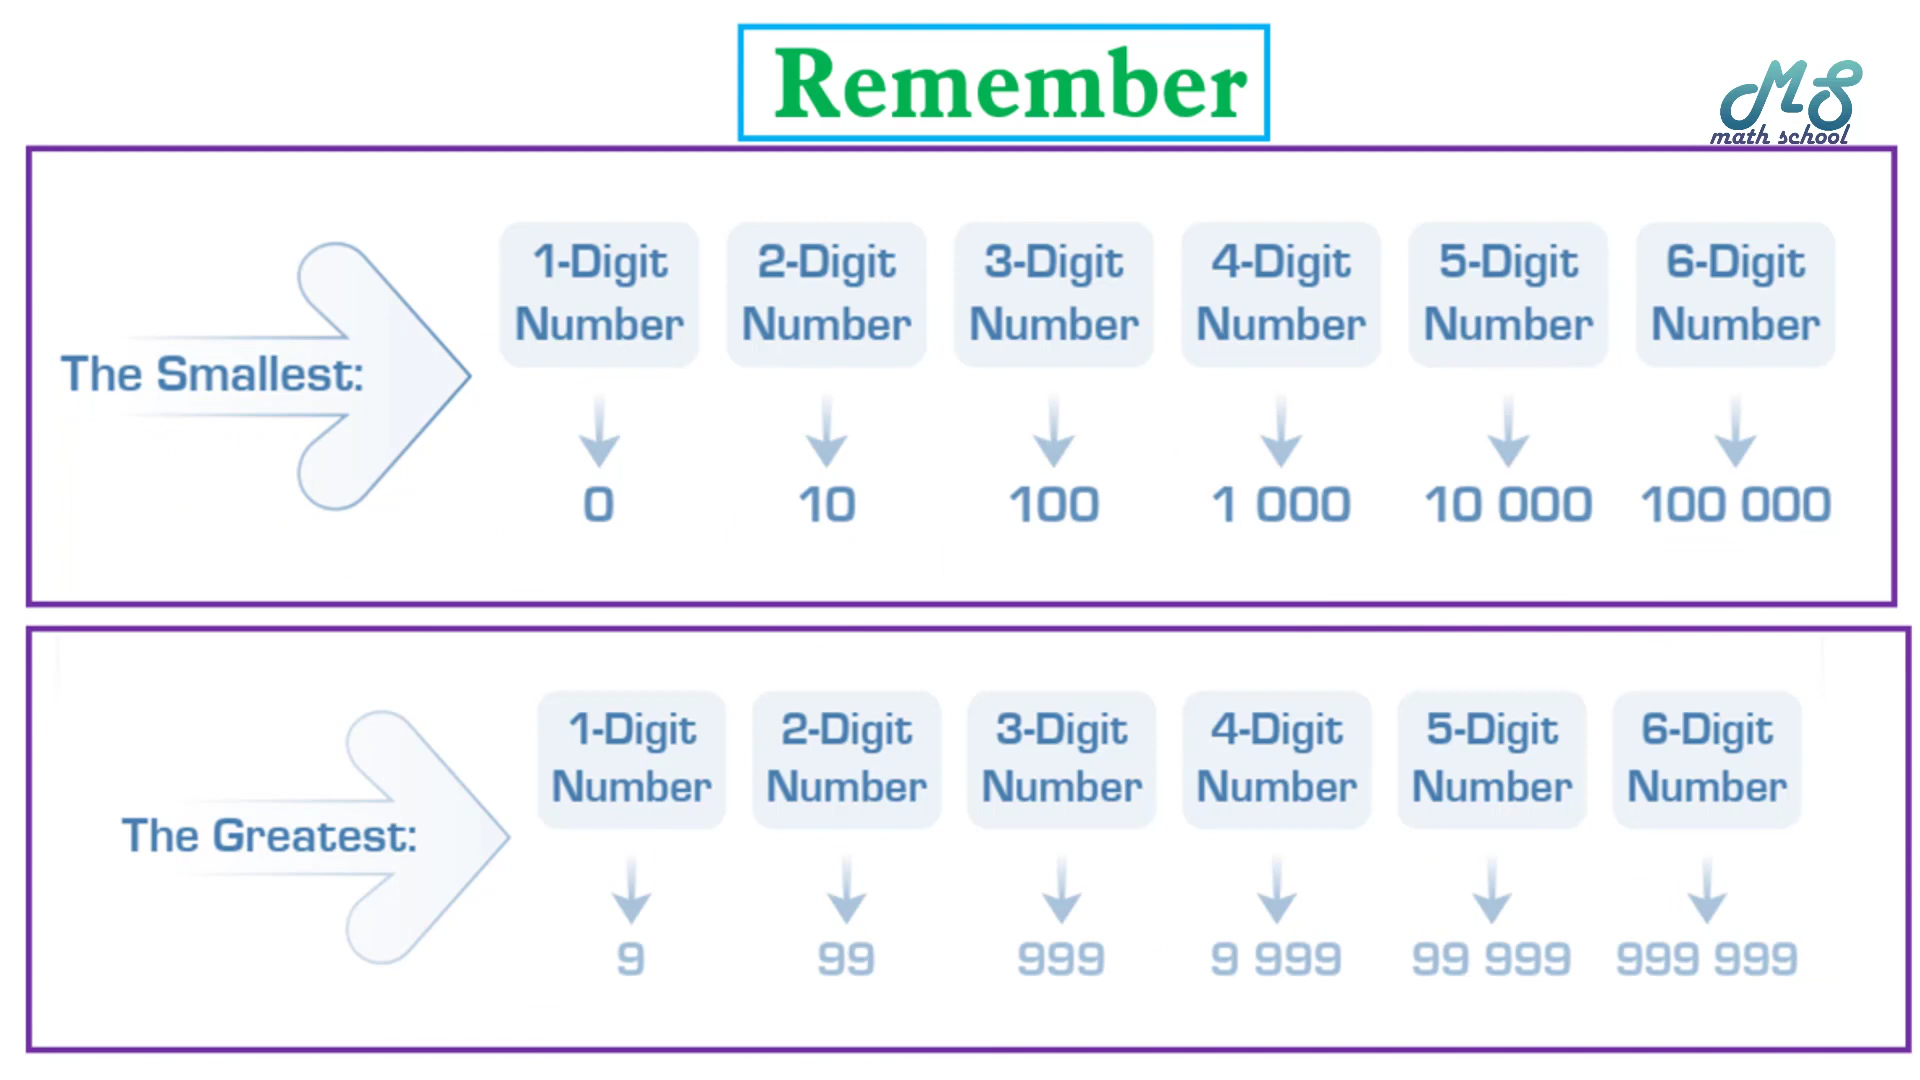 Remember
MS
math school
1-Digit Number
2-Digit Number
3-Digit Number
4-Digit Number
5-Digit Number
6-Digit Number
The Smallest:
0
10
100
1 000
10 000
100 000
1-Digit Number
2-Digit Number
3-Digit Number
4-Digit Number
5-Digit Number
6-Digit Number
The Greatest:
9
99
999
9 999
99 999
999 999